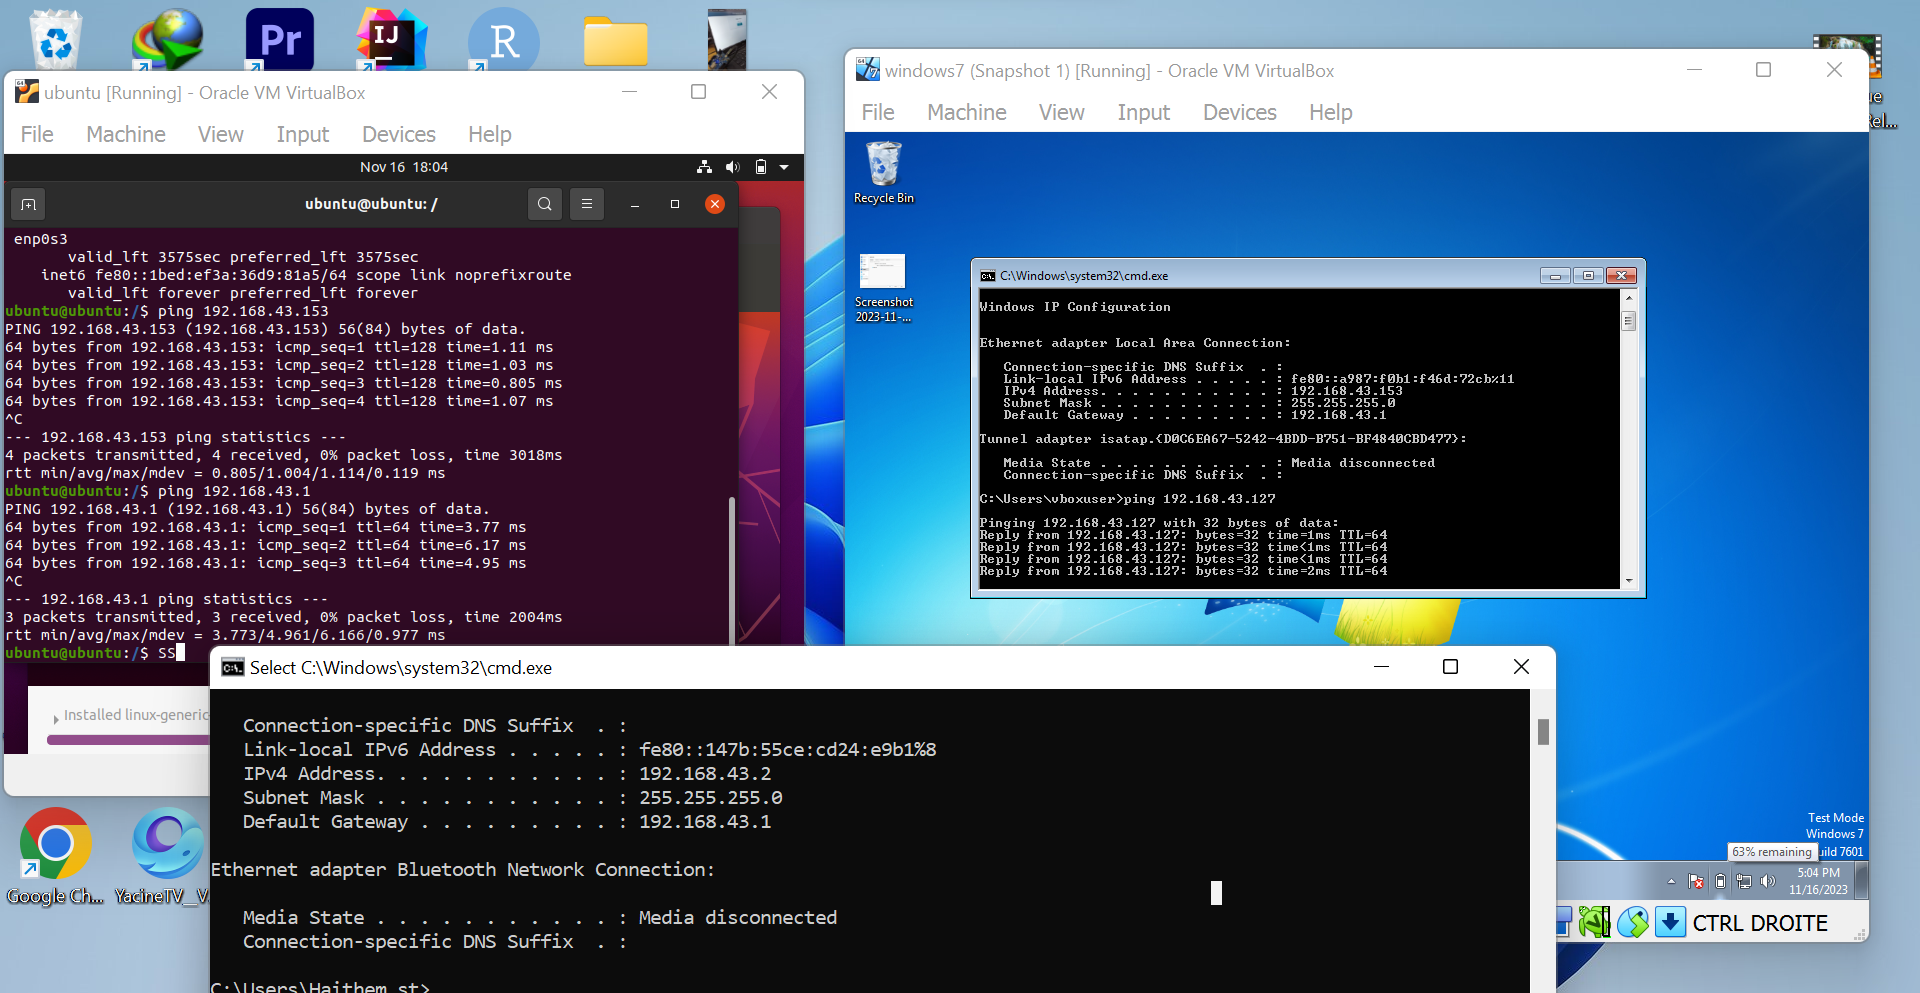 Pr
IJ
R
ubuntu [Running] - Oracle VM VirtualBox
File Machine View Input Devices Help
Nov 16 18:04
ubuntu@ubuntu: /
enp0s3
valid_lft 3575sec preferred_lft 3575sec
inet6 fe80::1bed:ef3a:36d9:81a5/64 scope link noprefixroute
valid_lft forever preferred_lft forever
ubuntu@ubuntu:/$ ping 192.168.43.153
PING 192.168.43.153 (192.168.43.153) 56(84) bytes of data.
64 bytes from 192.168.43.153: icmp_seq=1 ttl=128 time=1.11 ms
64 bytes from 192.168.43.153: icmp_seq=2 ttl=128 time=1.03 ms
64 bytes from 192.168.43.153: icmp_seq=3 ttl=128 time=0.805 ms
64 bytes from 192.168.43.153: icmp_seq=4 ttl=128 time=1.07 ms
^C
--- 192.168.43.153 ping statistics ---
4 packets transmitted, 4 received, 0% packet loss, time 3018ms
rtt min/avg/max/mdev = 0.805/1.004/1.114/0.119 ms
ubuntu@ubuntu:/$ ping 192.168.43.1
PING 192.168.43.1 (192.168.43.1) 56(84) bytes of data.
64 bytes from 192.168.43.1: icmp_seq=1 ttl=64 time=3.77 ms
64 bytes from 192.168.43.1: icmp_seq=2 ttl=64 time=6.17 ms
64 bytes from 192.168.43.1: icmp_seq=3 ttl=64 time=4.95 ms
^C
--- 192.168.43.1 ping statistics ---
3 packets transmitted, 3 received, 0% packet loss, time 2004ms
rtt min/avg/max/mdev = 3.773/4.961/6.166/0.977 ms
ubuntu@ubuntu:/$ SS
Installed linux-generic
windows7 (Snapshot 1) [Running] - Oracle VM VirtualBox
File Machine View Input Devices Help
Recycle Bin
Screenshot
2023-11-...
C:\Windows\system32\cmd.exe
Windows IP Configuration
Ethernet adapter Local Area Connection:
Connection-specific DNS Suffix . :
Link-local IPv6 Address . . . . . : fe80::a987:f0b1:f46d:72cb%11
IPv4 Address. . . . . . . . . . . : 192.168.43.153
Subnet Mask . . . . . . . . . . . : 255.255.255.0
Default Gateway . . . . . . . . . : 192.168.43.1
Tunnel adapter isatap.{D0C6EA67-5242-4BDD-B751-BF4840CBD477}:
Media State . . . . . . . . . . . : Media disconnected
Connection-specific DNS Suffix . :
C:\Users\vboxuser>ping 192.168.43.127
Pinging 192.168.43.127 with 32 bytes of data:
Reply from 192.168.43.127: bytes=32 time=1ms TTL=64
Reply from 192.168.43.127: bytes=32 time<1ms TTL=64
Reply from 192.168.43.127: bytes=32 time<1ms TTL=64
Reply from 192.168.43.127: bytes=32 time=2ms TTL=64
Test Mode
Windows 7
uild 7601
63% remaining
5:04 PM
11/16/2023
CTRL DROITE
Select C:\Windows\system32\cmd.exe
Connection-specific DNS Suffix . :
Link-local IPv6 Address . . . . . : fe80::147b:55ce:cd24:e9b1%8
IPv4 Address. . . . . . . . . . . : 192.168.43.2
Subnet Mask . . . . . . . . . . . : 255.255.255.0
Default Gateway . . . . . . . . . : 192.168.43.1
Ethernet adapter Bluetooth Network Connection:
Media State . . . . . . . . . . . : Media disconnected
Connection-specific DNS Suffix . :
C:\Users\Haithem st>
Google Ch...
YacineTV_V